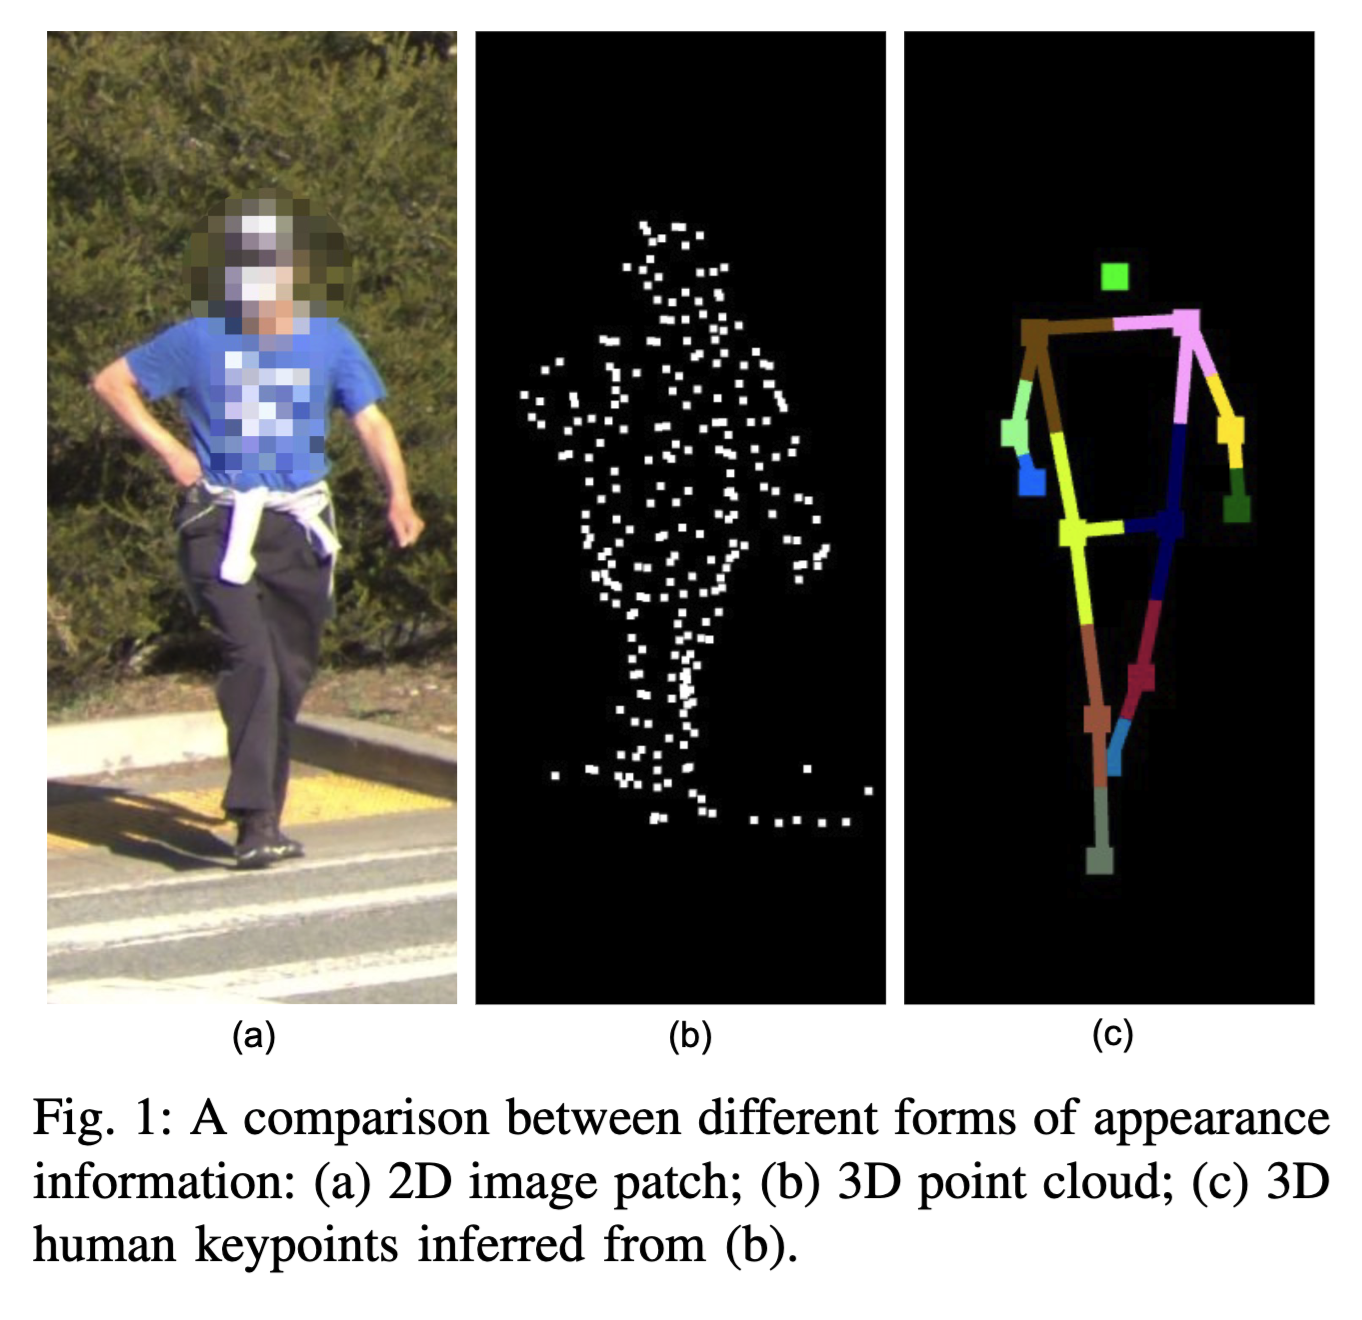 (a) (b) (c)
Fig. 1: A comparison between different forms of appearance
information: (a) 2D image patch; (b) 3D point cloud; (c) 3D
human keypoints inferred from (b).